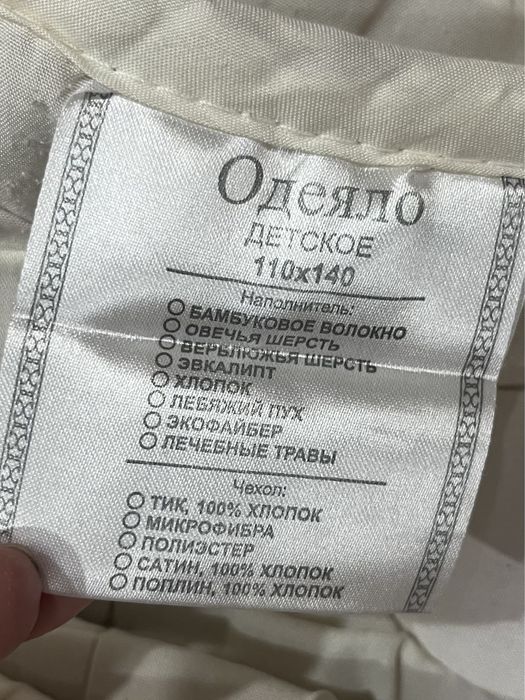 Одеяло
ДЕТСКОЕ
110х140
Наполнитель:
БАМБУКОВОЕ ВОЛОКНО
ОВЕЧЬЯ ШЕРСТЬ
ВЕРБЛЮЖЬЯ ШЕРСТЬ
ЭВКАЛИПТ
ХЛОПОК
ЛЕБЯЖИЙ ПУХ
ЭКОФАЙБЕР
ЛЕЧЕБНЫЕ ТРАВЫ
Чехол:
ТИК, 100% ХЛОПОК
МИКРОФИБРА
ПОЛИЭСТЕР
САТИН, 100% ХЛОПОК
ПОПЛИН, 100% ХЛОПОК